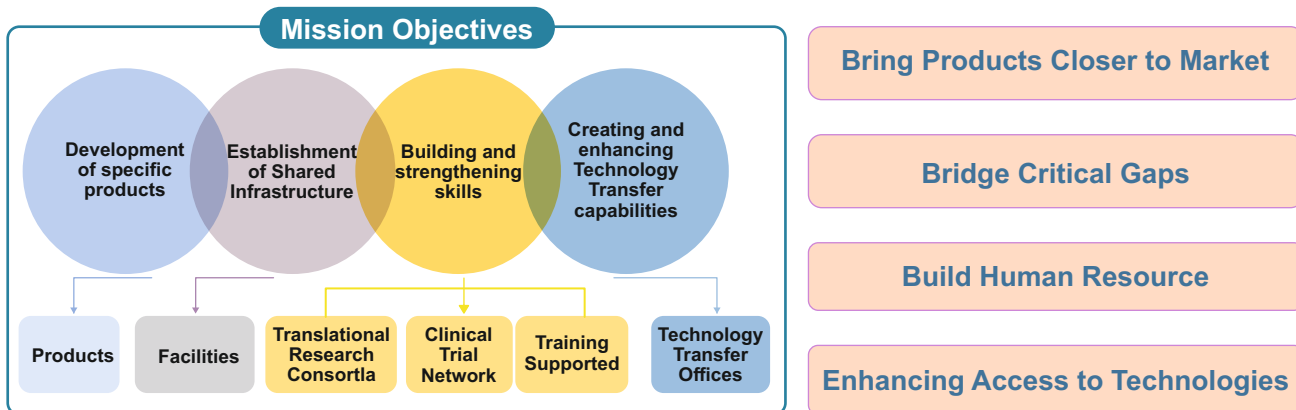 Mission Objectives
Development
of specific
products
Establishment
of Shared
Infrastructure
Building and
strengthening
skills
Creating and
enhancing
Technology
Transfer
capabilities
Products
Facilities
Translational
Research
Consortla
Clinical
Trial
Network
Training
Supported
Technology
Transfer
Offices
Bring Products Closer to Market
Bridge Critical Gaps
Build Human Resource
Enhancing Access to Technologies